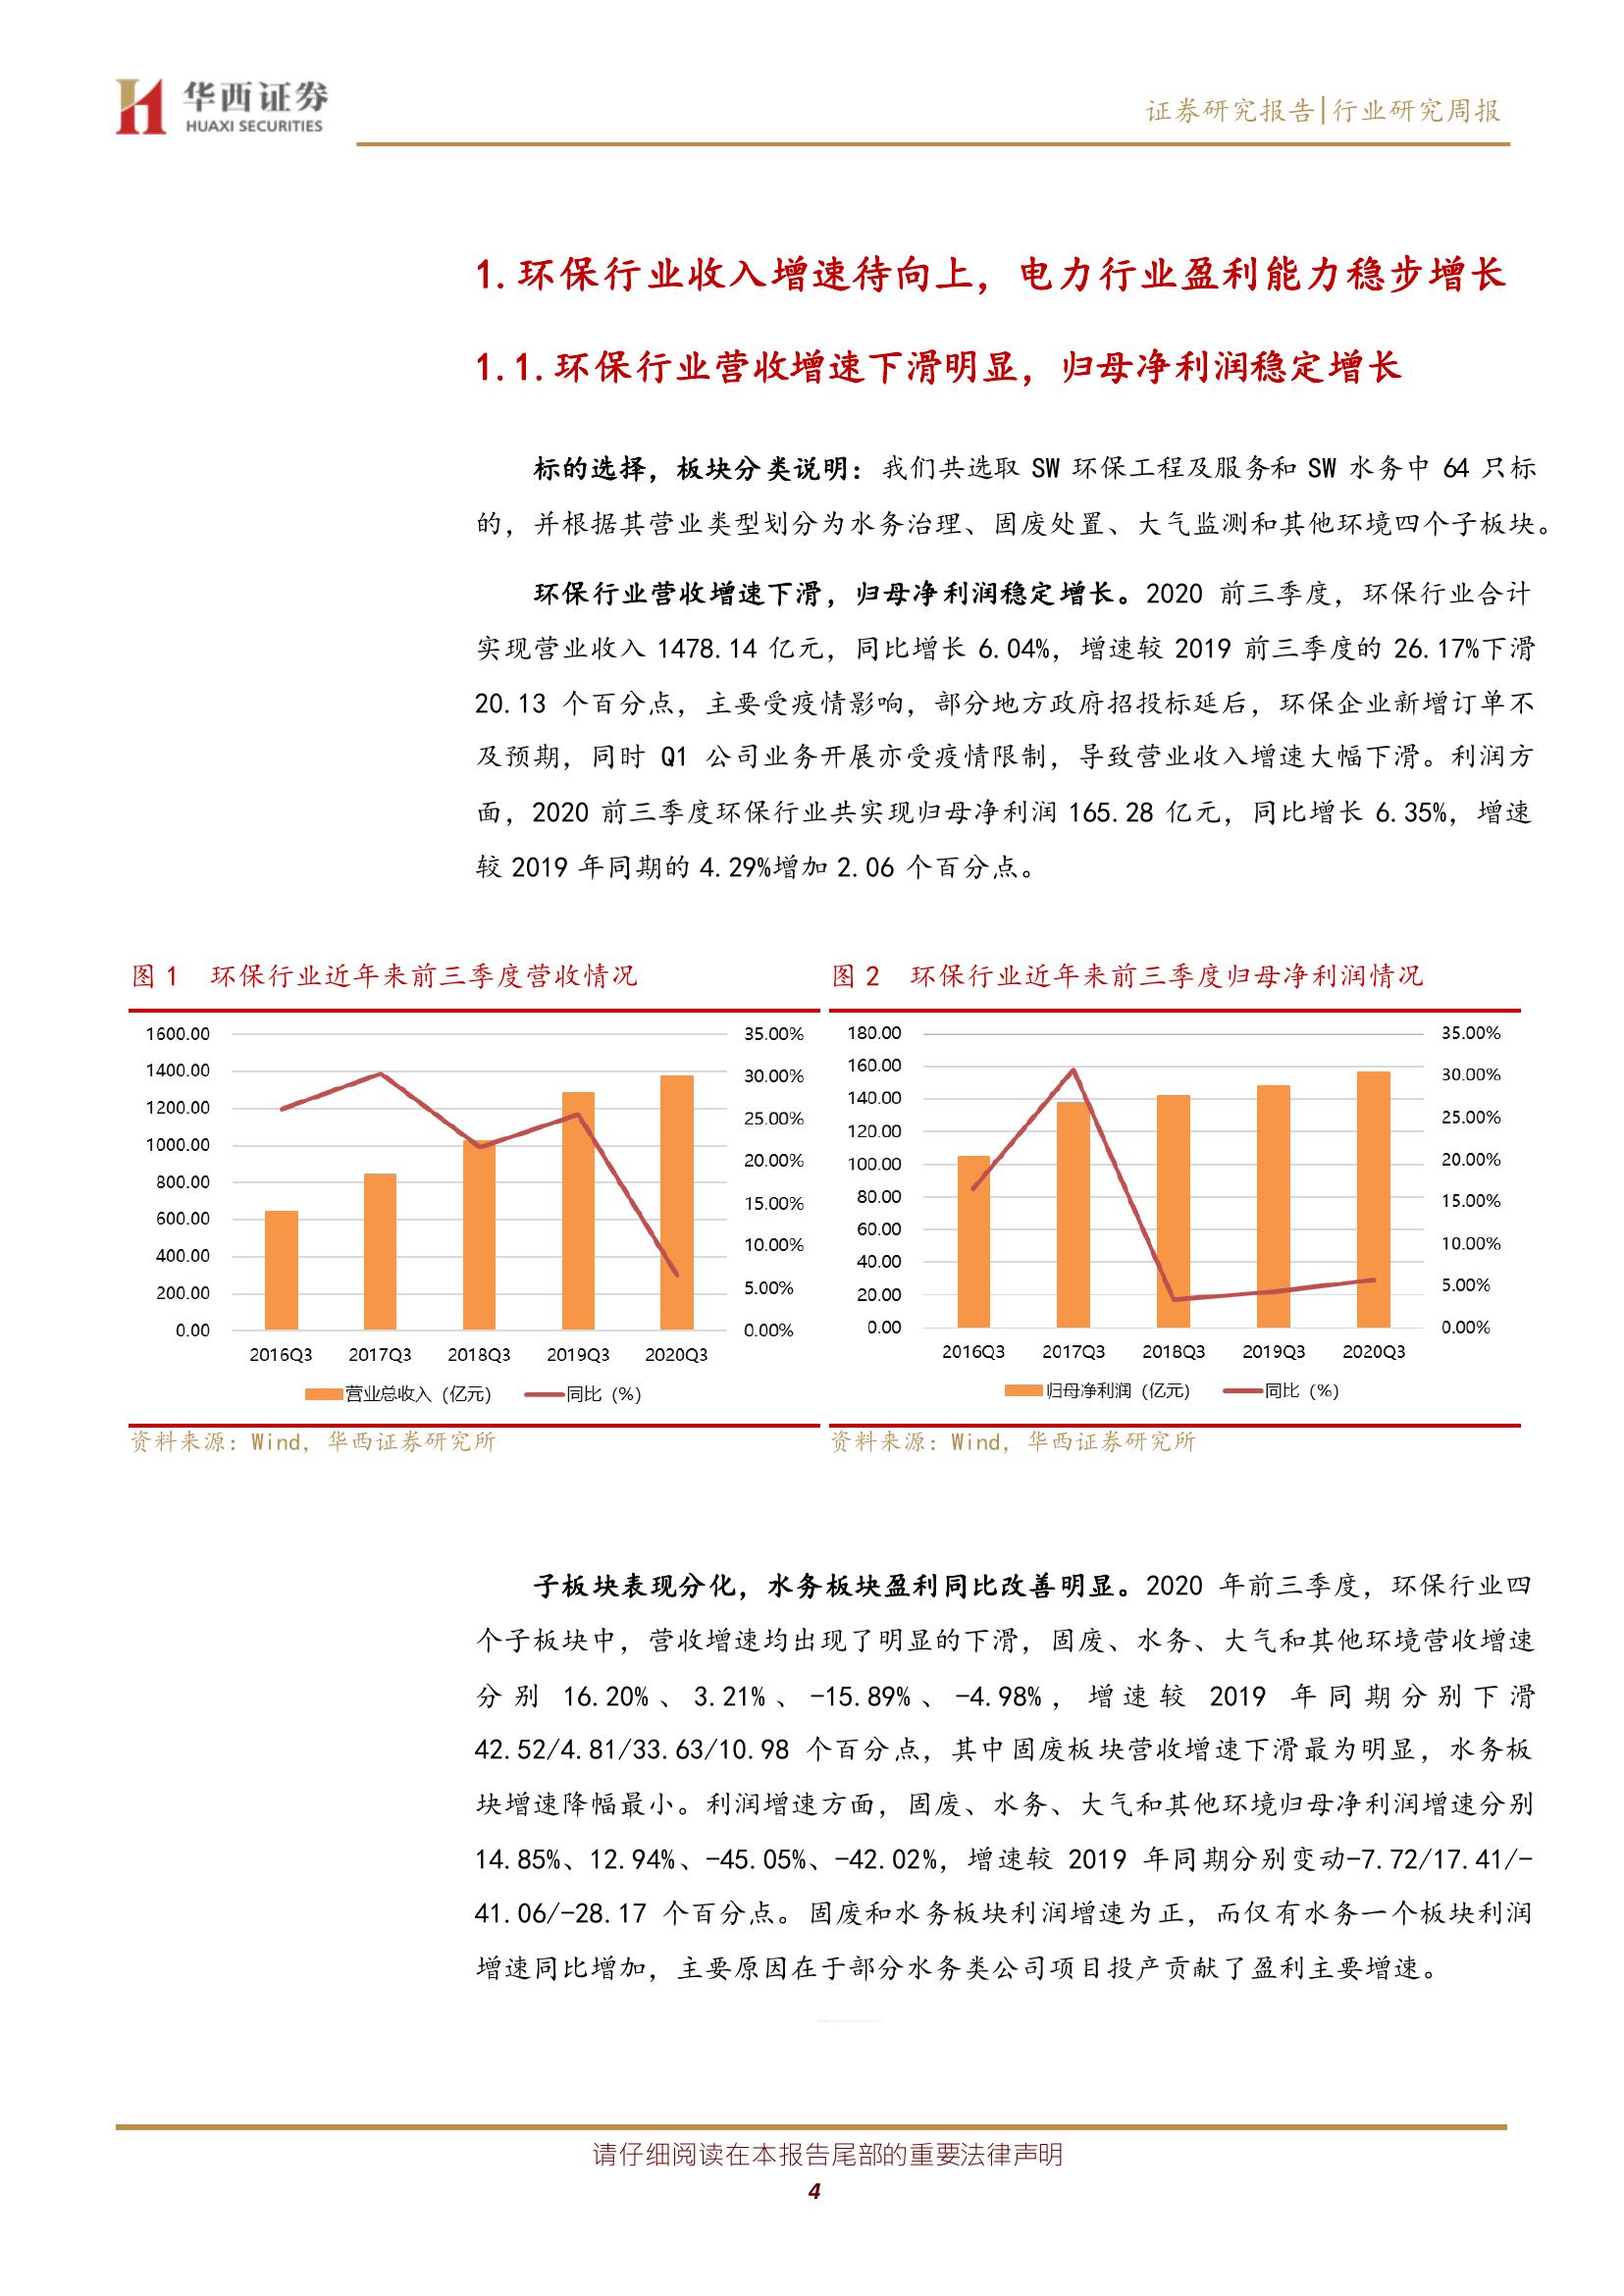 华西证券
HUAXI SECURITIES
证券研究报告|行业研究周报
1.环保行业收入增速待向上，电力行业盈利能力稳步增长
1.1.环保行业营收增速下滑明显，归母净利润稳定增长
标的选择，板块分类说明：我们共选取 SW 环保工程及服务和 SW 水务中 64 只标
的，并根据其营业类型划分为水务治理、固废处置、大气监测和其他环境四个子板块。
环保行业营收增速下滑，归母净利润稳定增长。2020 前三季度，环保行业合计
实现营业收入 1478.14 亿元，同比增长 6.04%，增速较 2019 前三季度的 26.17%下滑
20.13 个百分点，主要受疫情影响，部分地方政府招投标延后，环保企业新增订单不
及预期，同时 Q1 公司业务开展亦受疫情限制，导致营业收入增速大幅下滑。利润方
面，2020 前三季度环保行业共实现归母净利润 165.28 亿元，同比增长 6.35%，增速
较 2019 年同期的 4.29%增加 2.06 个百分点。
图 1 环保行业近年来前三季度营收情况
1600.00
1400.00
1200.00
1000.00
800.00
600.00
400.00
200.00
0.00
35.00%
30.00%
25.00%
20.00%
15.00%
10.00%
5.00%
0.00%
2016Q3 2017Q3 2018Q3 2019Q3 2020Q3
营业总收入（亿元） 同比（%）
资料来源：Wind，华西证券研究所
图 2 环保行业近年来前三季度归母净利润情况
180.00
160.00
140.00
120.00
100.00
80.00
60.00
40.00
20.00
0.00
35.00%
30.00%
25.00%
20.00%
15.00%
10.00%
5.00%
0.00%
2016Q3 2017Q3 2018Q3 2019Q3 2020Q3
归母净利润（亿元） 同比（%）
资料来源：Wind，华西证券研究所
子板块表现分化，水务板块盈利同比改善明显。2020 年前三季度，环保行业四
个子板块中，营收增速均出现了明显的下滑，固废、水务、大气和其他环境营收增速
分别 16.20%、3.21%、-15.89%、-4.98%，增速较 2019 年同期分别下滑
42.52/4.81/33.63/10.98 个百分点，其中固废板块营收增速下滑最为明显，水务板
块增速降幅最小。利润增速方面，固废、水务、大气和其他环境归母净利润增速分别
14.85%、12.94%、-45.05%、-42.02%，增速较 2019 年同期分别变动-7.72/17.41/-
41.06/-28.17 个百分点。固废和水务板块利润增速为正，而仅有水务一个板块利润
增速同比增加，主要原因在于部分水务类公司项目投产贡献了盈利主要增速。
请仔细阅读在本报告尾部的重要法律声明
4